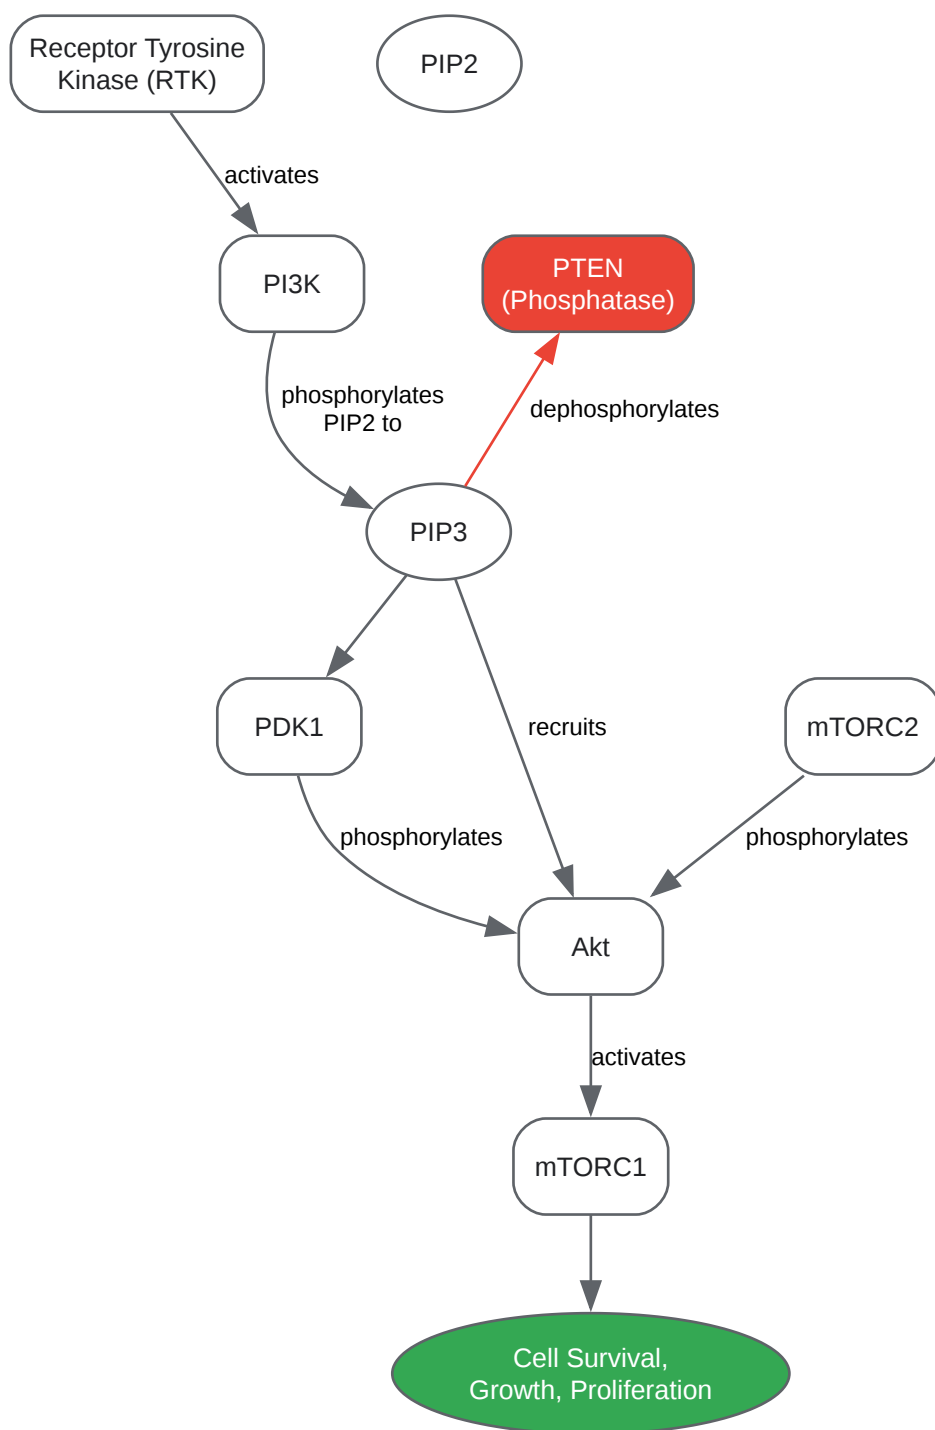 Receptor Tyrosine
Kinase (RTK)
PIP2
activates
PI3K
PTEN
(Phosphatase)
phosphorylates
PIP2 to
dephosphorylates
PIP3
PDK1
recruits
mTORC2
phosphorylates
phosphorylates
Akt
activates
mTORC1
Cell Survival,
Growth, Proliferation